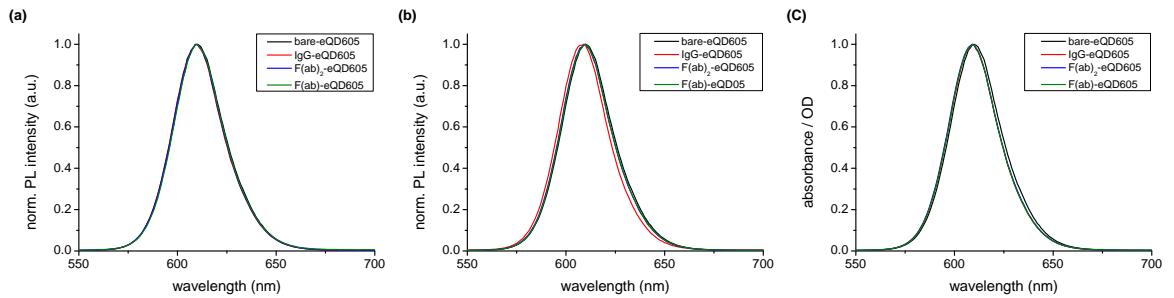 (a)
norm. PL intensity (a.u.)
1.0
0.8
0.6
0.4
0.2
0.0
550
600
650
700
wavelength (nm)
bare-eQD605
IgG-eQD605
F(ab)2-eQD605
F(ab)-eQD605
(b)
norm. PL intensity (a.u.)
1.0
0.8
0.6
0.4
0.2
0.0
550
600
650
700
wavelength (nm)
bare-eQD605
IgG-eQD605
F(ab)2-eQD605
F(ab)-eQD05
(C)
absorbance / OD
1.0
0.8
0.6
0.4
0.2
0.0
550
600
650
700
wavelength (nm)
bare-eQD605
IgG-eQD605
F(ab)2-eQD605
F(ab)-eQD605